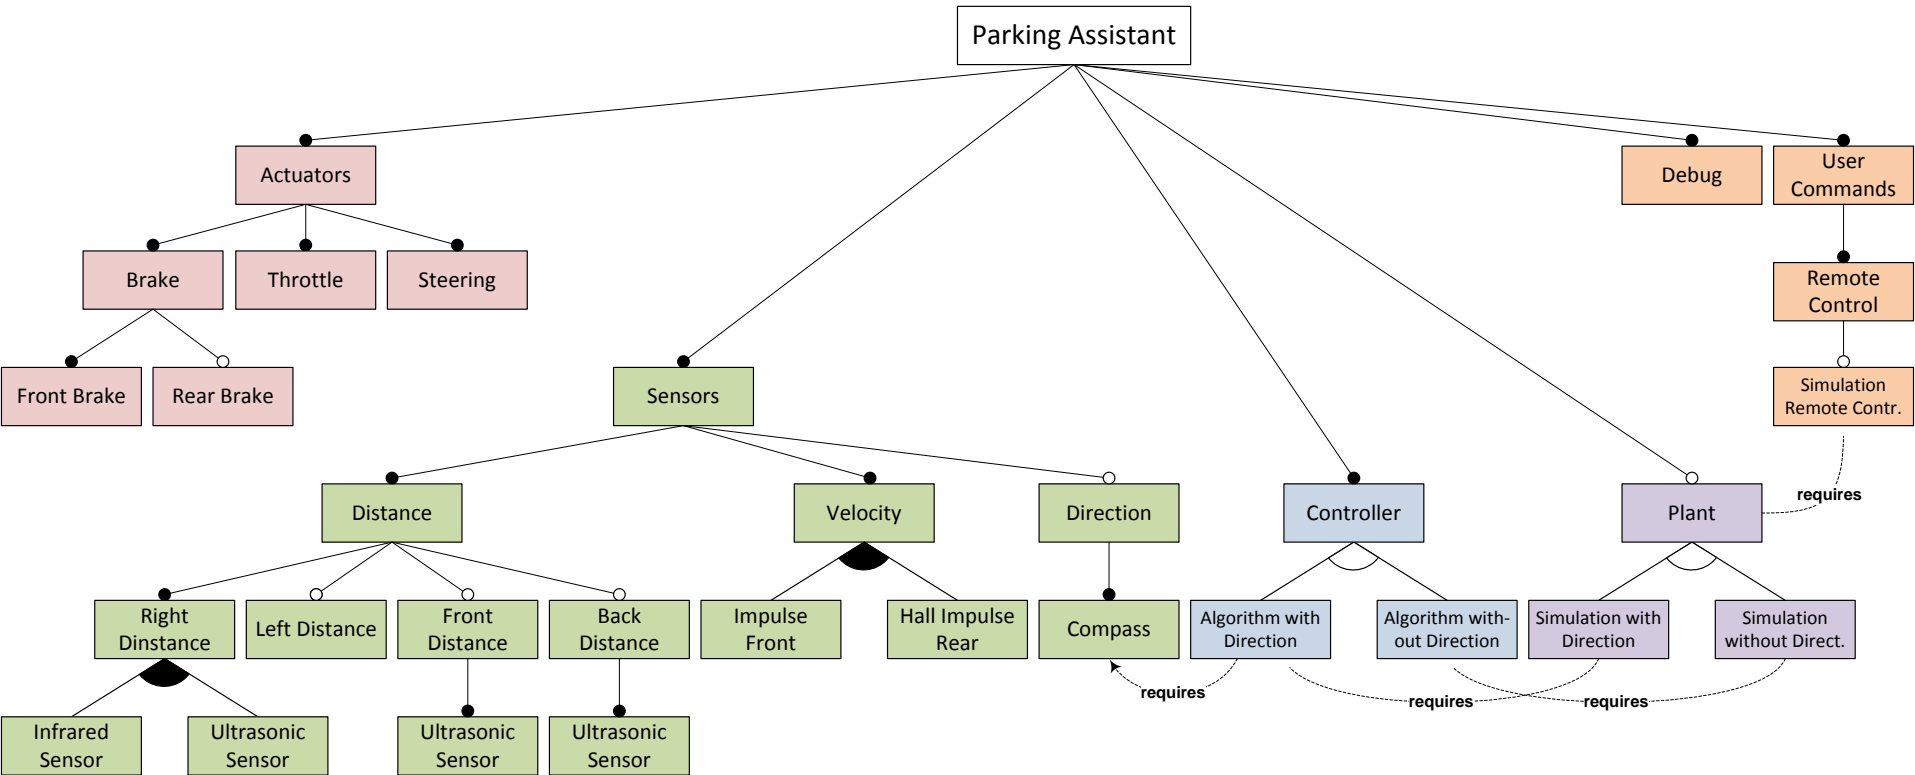 Parking Assistant
Actuators
Debug
User
Commands
Brake
Throttle
Steering
Remote
Control
Front Brake
Rear Brake
Sensors
Simulation
Remote Contr.
requires
Distance
Velocity
Direction
Controller
Plant
Right
Dinstance
Left Distance
Front
Distance
Back
Distance
Impulse
Front
Hall Impulse
Rear
Compass
Algorithm with
Direction
Algorithm with-
out Direction
Simulation with
Direction
Simulation
without Direct.
requires
requires
requires
Infrared
Sensor
Ultrasonic
Sensor
Ultrasonic
Sensor
Ultrasonic
Sensor